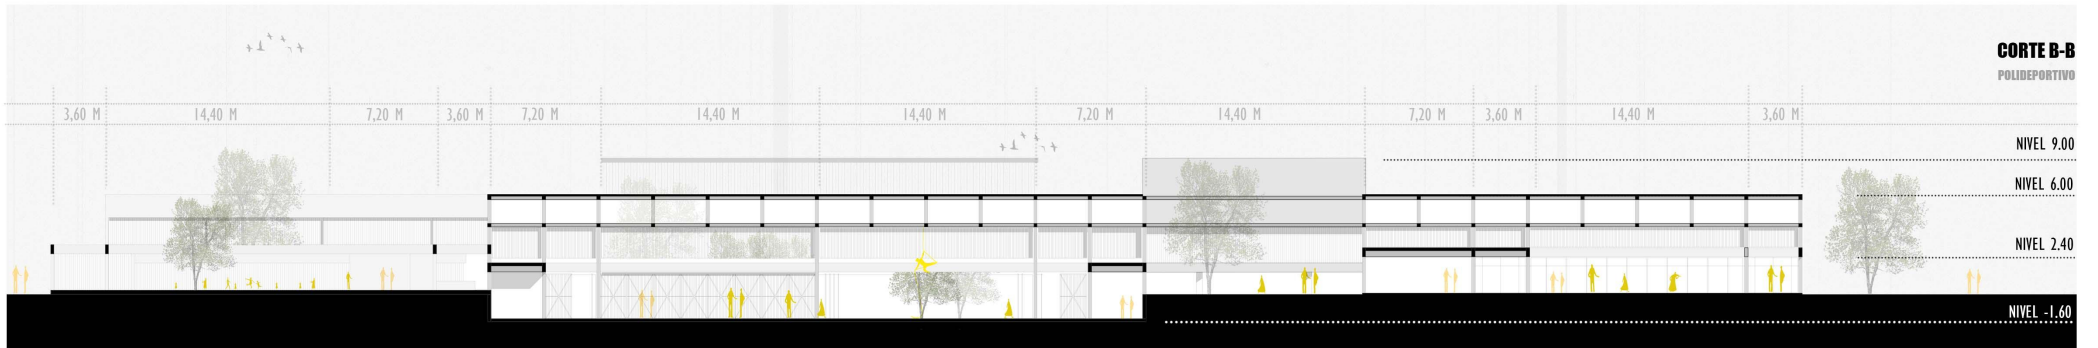 CORTE B-B
POLIDEPORTIVO
3,60 M 14,40 M 7,20 M 3,60 M 7,20 M 14,40 M 14,40 M 7,20 M 14,40 M 7,20 M 3,60 M 14,40 M 3,60 M
NIVEL 9.00
NIVEL 6.00
NIVEL 2.40
NIVEL -1.60